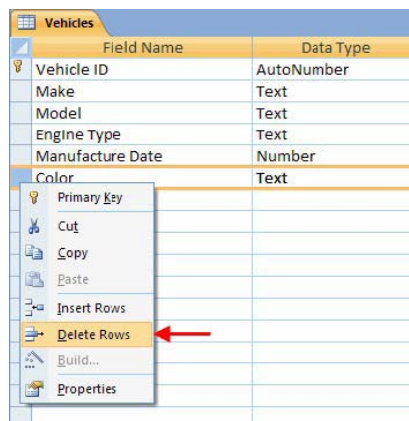 Vehicles
Field Name Data Type
Vehicle ID AutoNumber
Make Text
Model Text
Engine Type Text
Manufacture Date Number
Color Text
Primary Key
Cut
Copy
Paste
Insert Rows
Delete Rows
Build...
Properties